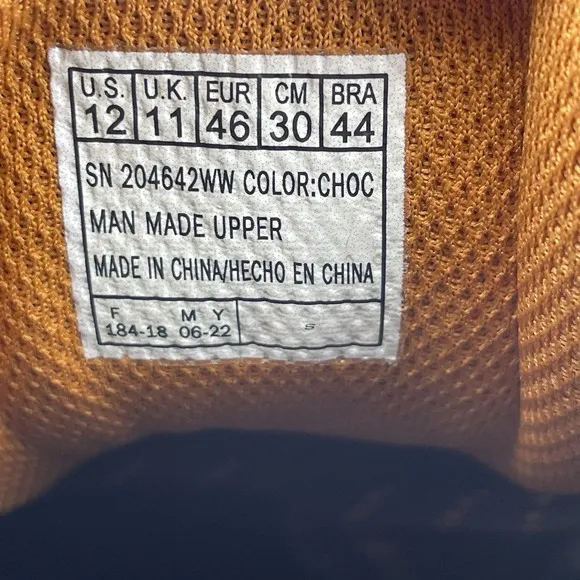 U.S. U.K. EUR CM BRA
12 11 46 30 44
SN 204642WW COLOR:CHOC
MAN MADE UPPER
MADE IN CHINA/HECHO EN CHINA
F M Y
184-18 06-22 S